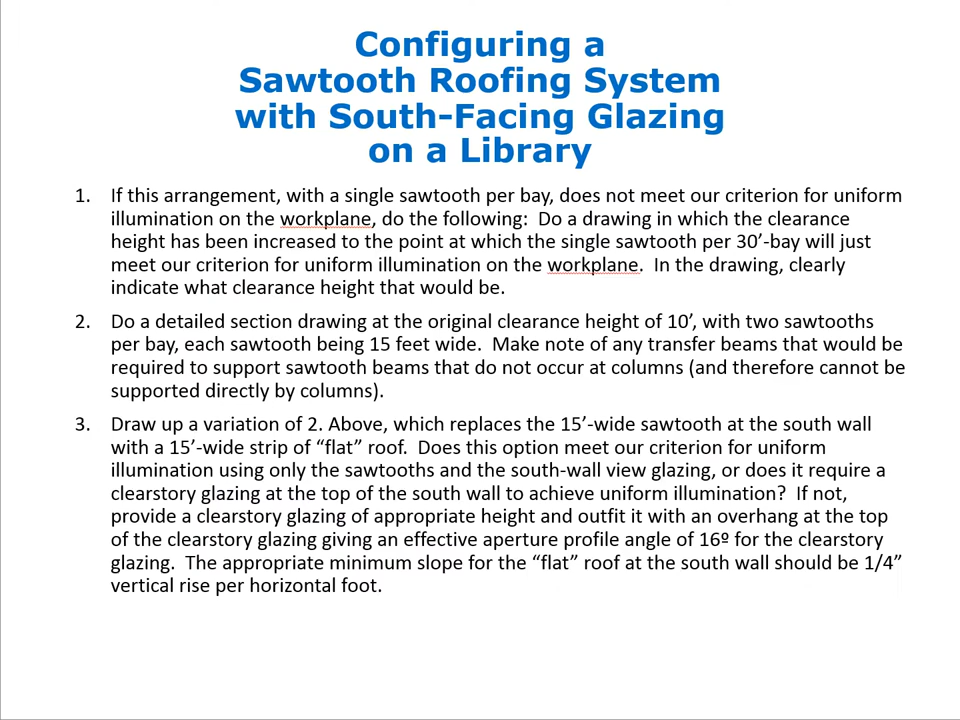 Configuring a
Sawtooth Roofing System
with South-Facing Glazing
on a Library
1. If this arrangement, with a single sawtooth per bay, does not meet our criterion for uniform
illumination on the workplane, do the following:  Do a drawing in which the clearance
height has been increased to the point at which the single sawtooth per 30’-bay will just
meet our criterion for uniform illumination on the workplane.  In the drawing, clearly
indicate what clearance height that would be.
2. Do a detailed section drawing at the original clearance height of 10’, with two sawtooths
per bay, each sawtooth being 15 feet wide.  Make note of any transfer beams that would be
required to support sawtooth beams that do not occur at columns (and therefore cannot be
supported directly by columns).
3. Draw up a variation of 2. Above, which replaces the 15’-wide sawtooth at the south wall
with a 15’-wide strip of “flat” roof.  Does this option meet our criterion for uniform
illumination using only the sawtooths and the south-wall view glazing, or does it require a
clearstory glazing at the top of the south wall to achieve uniform illumination?  If not,
provide a clearstory glazing of appropriate height and outfit it with an overhang at the top
of the clearstory glazing giving an effective aperture profile angle of 16º for the clearstory
glazing.  The appropriate minimum slope for the “flat” roof at the south wall should be 1/4”
vertical rise per horizontal foot.